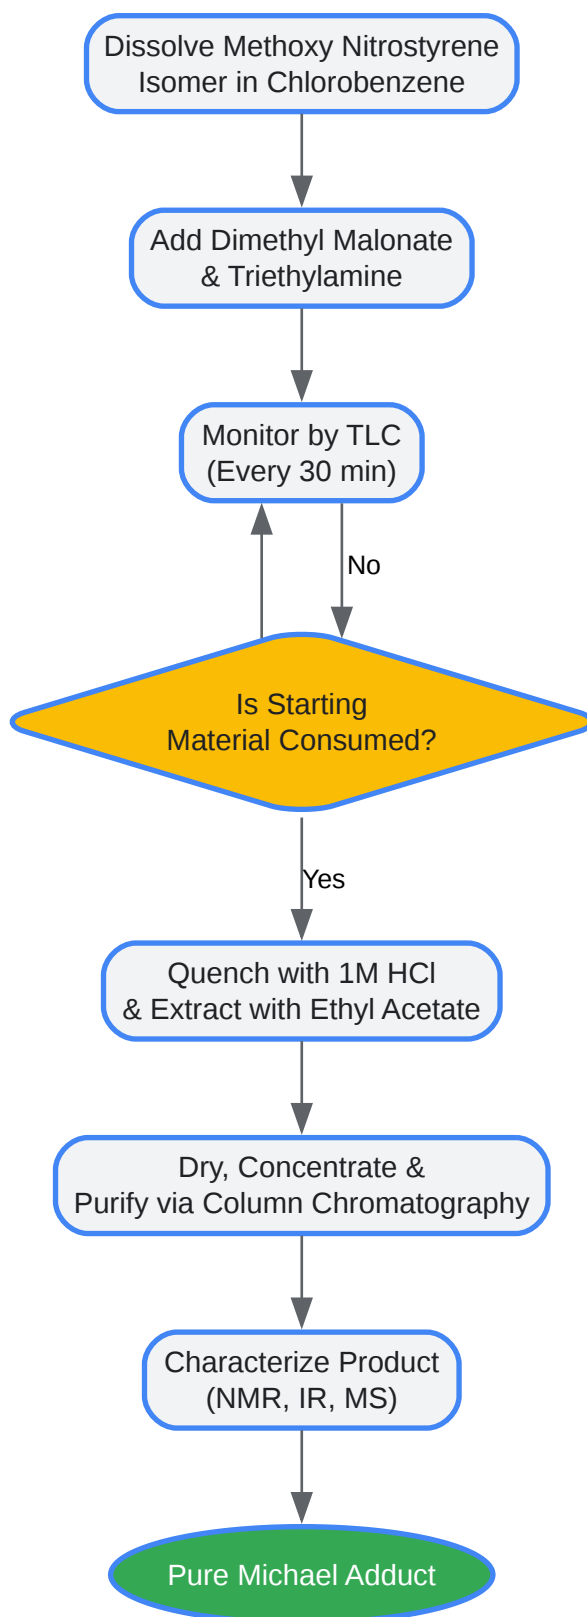 Dissolve Methoxy Nitrostyrene
Isomer in Chlorobenzene
Add Dimethyl Malonate
& Triethylamine
Monitor by TLC
(Every 30 min)
No
Is Starting
Material Consumed?
Yes
Quench with 1M HCl
& Extract with Ethyl Acetate
Dry, Concentrate &
Purify via Column Chromatography
Characterize Product
(NMR, IR, MS)
Pure Michael Adduct